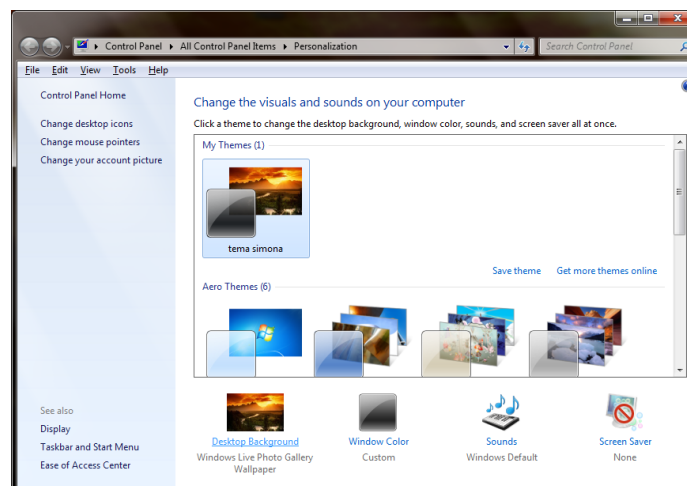 Control Panel ▸ All Control Panel Items ▸ Personalization
Search Control Panel
File Edit View Tools Help
Control Panel Home
Change desktop icons
Change mouse pointers
Change your account picture
See also
Display
Taskbar and Start Menu
Ease of Access Center
Change the visuals and sounds on your computer
Click a theme to change the desktop background, window color, sounds, and screen saver all at once.
My Themes (1)
tema simona
Save theme Get more themes online
Aero Themes (6)
Desktop Background
Windows Live Photo Gallery
Wallpaper
Window Color
Custom
Sounds
Windows Default
Screen Saver
None